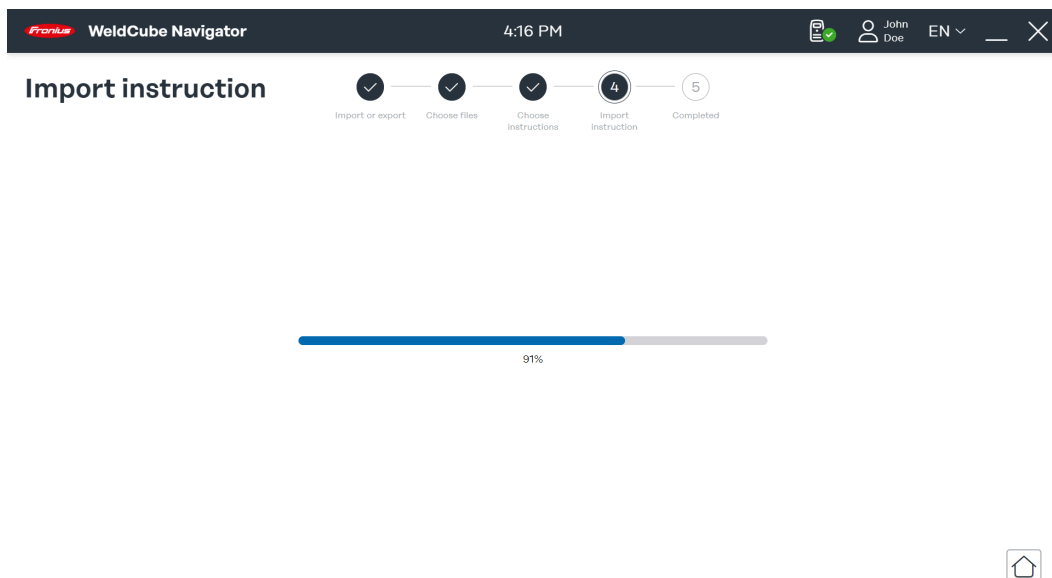 Fronius WeldCube Navigator 4:16 PM John Doe EN
Import instruction
4 5
Import or export Choose files Choose instructions Import instruction Completed
91%